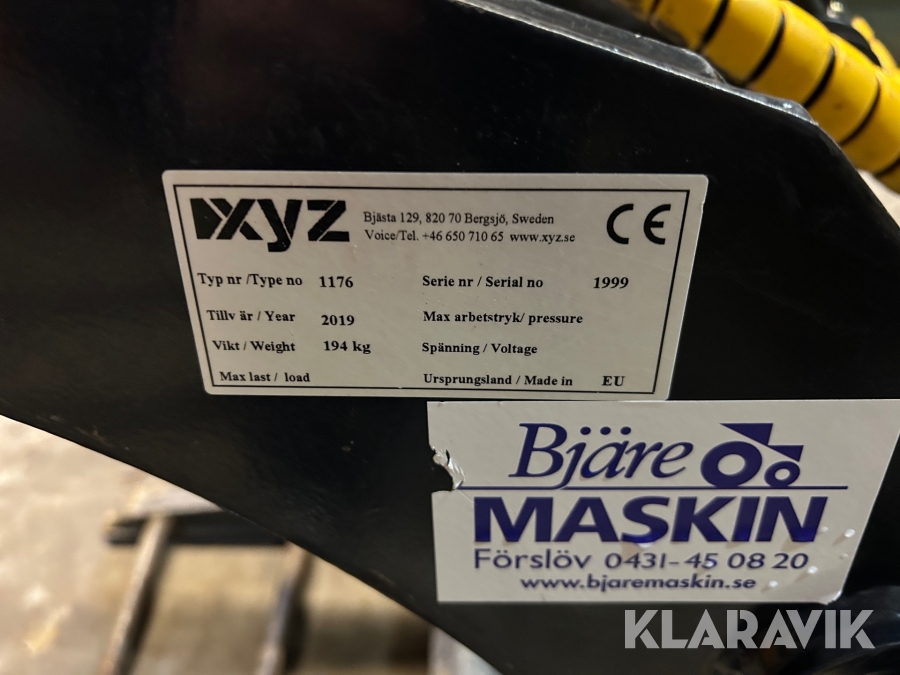 XYZ
Bjästa 129, 820 70 Bergsjö, Sweden
Voice/Tel. +46 650 710 65 www.xyz.se
CE
Typ nr /Type no 1176 Serie nr / Serial no 1999
Tillv år / Year 2019 Max arbetstryk/ pressure
Vikt / Weight 194 kg Spänning / Voltage
Max last / load Ursprungsland / Made in EU
Bjäre
MASKIN
Förslöv 0431-45 08 20
www.bjaremaskin.se
KLARAVIK